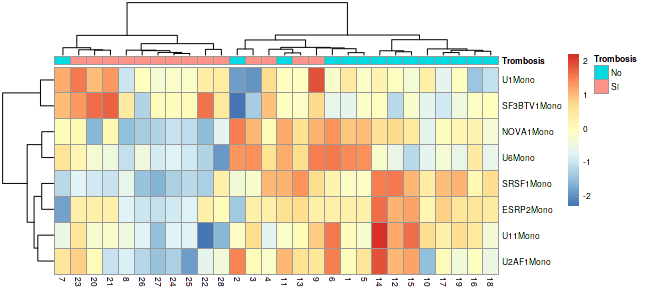 Trombosis
U1Mono
SF3BTV1Mono
NOVA1Mono
U6Mono
SRSF1Mono
ESRP2Mono
U11Mono
U2AF1Mono
7 23 20 21 8 26 27 24 25 22 28 2 3 4 11 13 9 6 1 5 14 12 15 10 17 19 16 18
2
1
0
-1
-2
Trombosis
No
SI